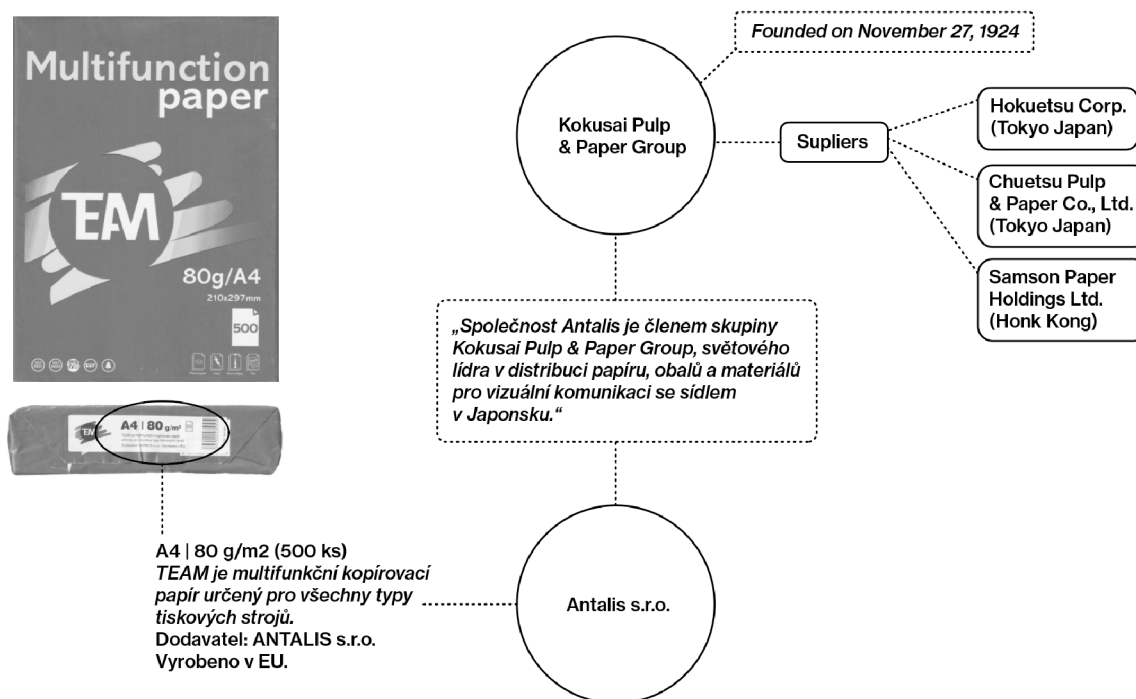 Multifunction
paper
TEAM
80g/A4
210x297mm
500
TEAM
A4 | 80 g/m²
A4 | 80 g/m2 (500 ks)
TEAM je multifunkční kopírovací
papír určený pro všechny typy
tiskových strojů.
Dodavatel: ANTALIS s.r.o.
Vyrobeno v EU.
Founded on November 27, 1924
Kokusai Pulp
& Paper Group
Supliers
Hokuetsu Corp.
(Tokyo Japan)
Chuetsu Pulp
& Paper Co., Ltd.
(Tokyo Japan)
Samson Paper
Holdings Ltd.
(Honk Kong)
„Společnost Antalis je členem skupiny
Kokusai Pulp & Paper Group, světového
lídra v distribuci papíru, obalů a materiálů
pro vizuální komunikaci se sídlem
v Japonsku.“
Antalis s.r.o.